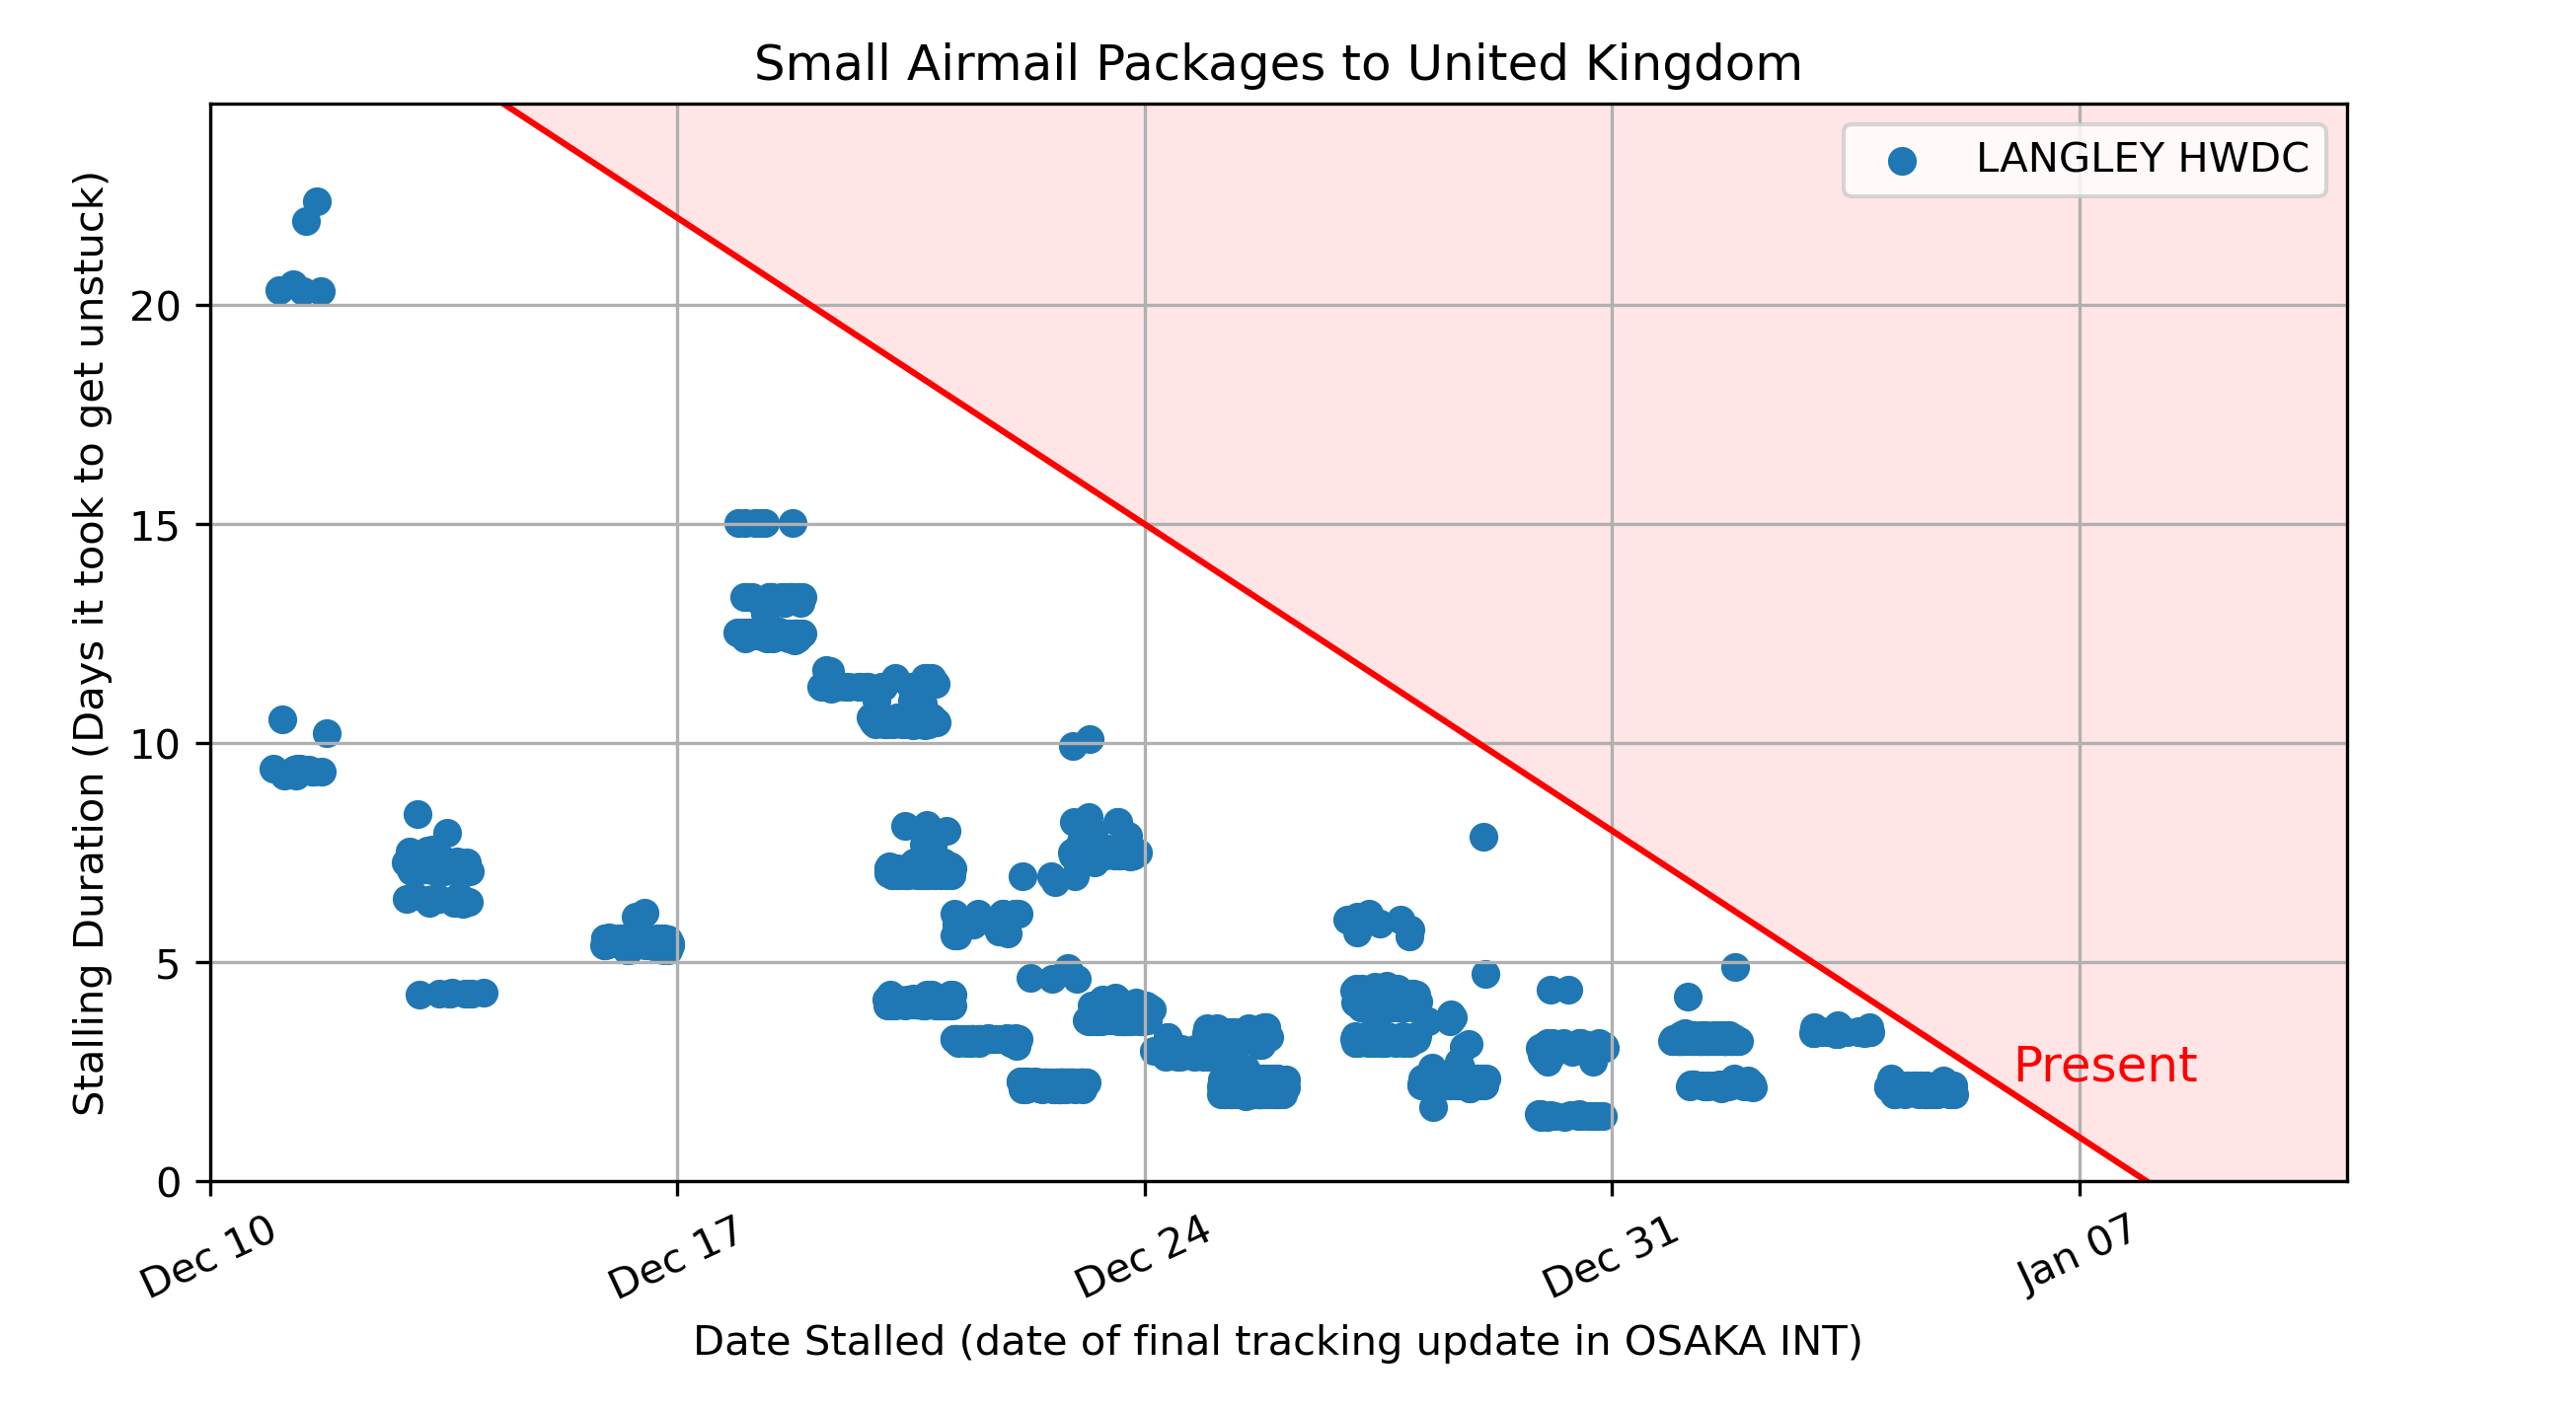 Small Airmail Packages to United Kingdom
LANGLEY HWDC
Stalling Duration (Days it took to get unstuck)
20
15
10
5
0
Present
Dec 10
Dec 17
Dec 24
Dec 31
Jan 07
Date Stalled (date of final tracking update in OSAKA INT)